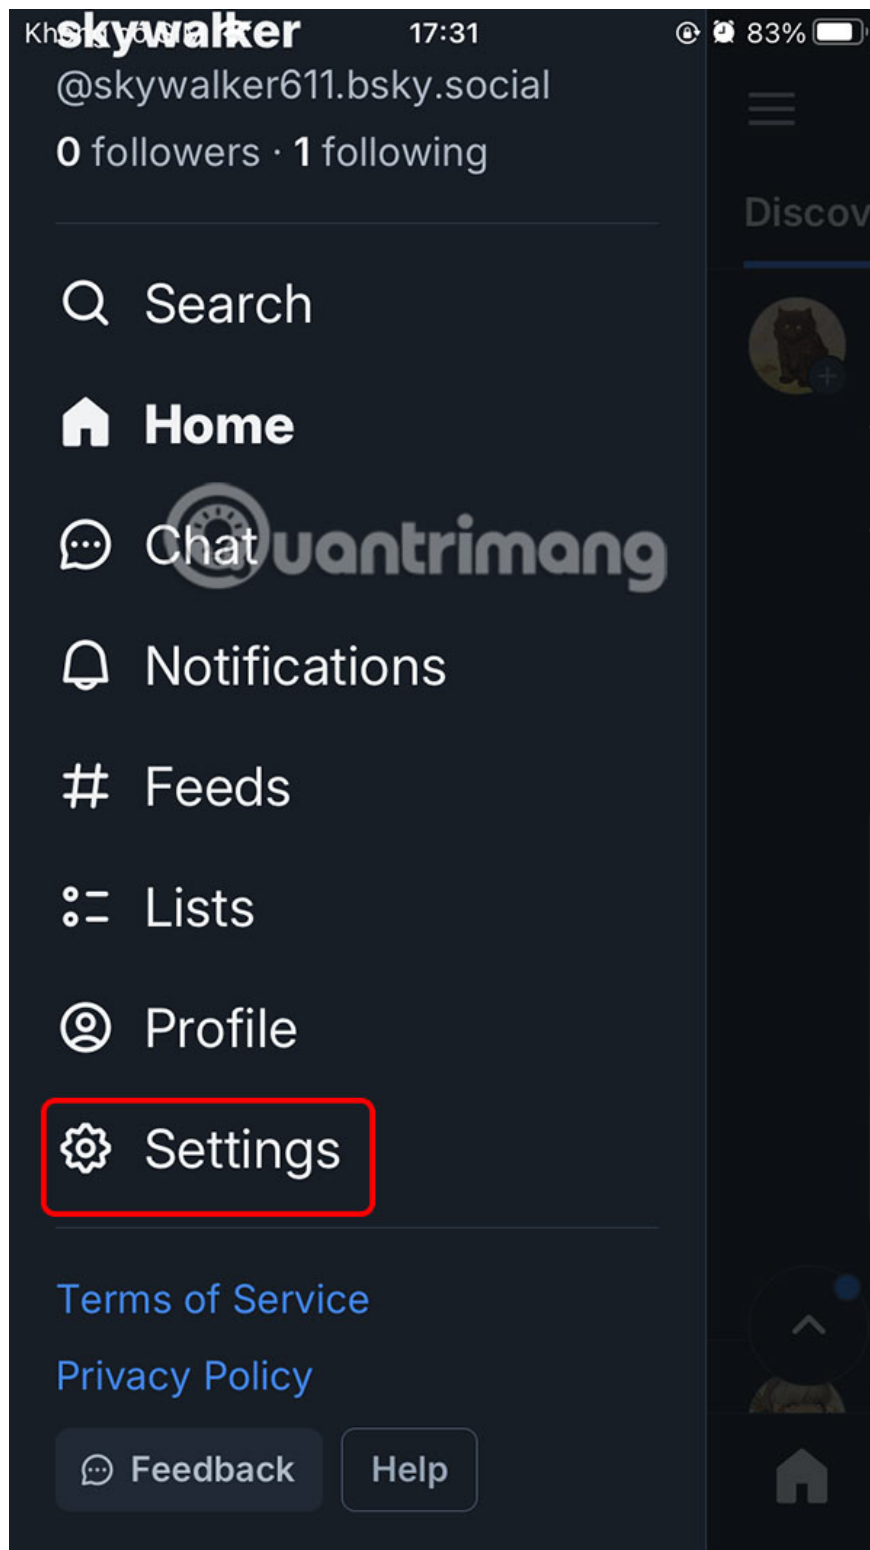 skywalker
17:31
83%
@skywalker611.bsky.social
0 followers · 1 following
Discov
Search
Home
Chat
Quantrimang
Notifications
Feeds
Lists
Profile
Settings
Terms of Service
Privacy Policy
Feedback
Help